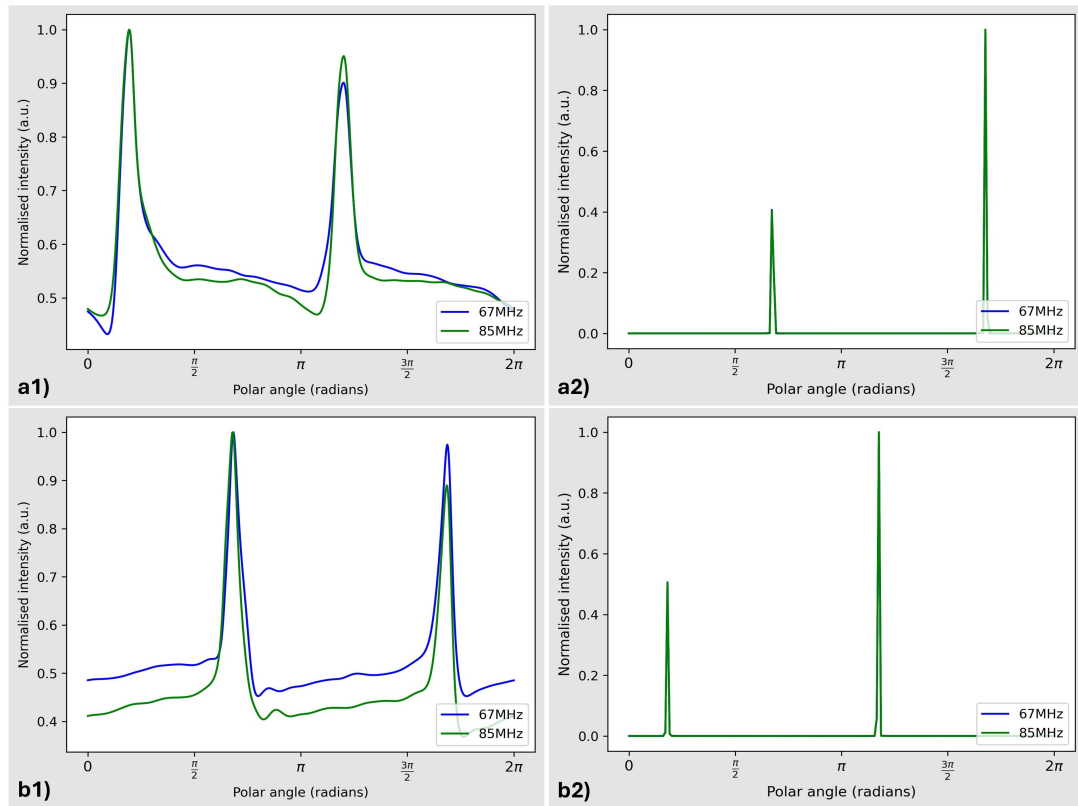 Normalised intensity (a.u.)
1.0
0.9
0.8
0.7
0.6
0.5
0 π/2 π 3π/2 2π
Polar angle (radians)
67MHz
85MHz
a1)
Normalised intensity (a.u.)
1.0
0.8
0.6
0.4
0.2
0.0
0 π/2 π 3π/2 2π
Polar angle (radians)
67MHz
85MHz
a2)
Normalised intensity (a.u.)
1.0
0.9
0.8
0.7
0.6
0.5
0.4
0 π/2 π 3π/2 2π
Polar angle (radians)
67MHz
85MHz
b1)
Normalised intensity (a.u.)
1.0
0.8
0.6
0.4
0.2
0.0
0 π/2 π 3π/2 2π
Polar angle (radians)
67MHz
85MHz
b2)